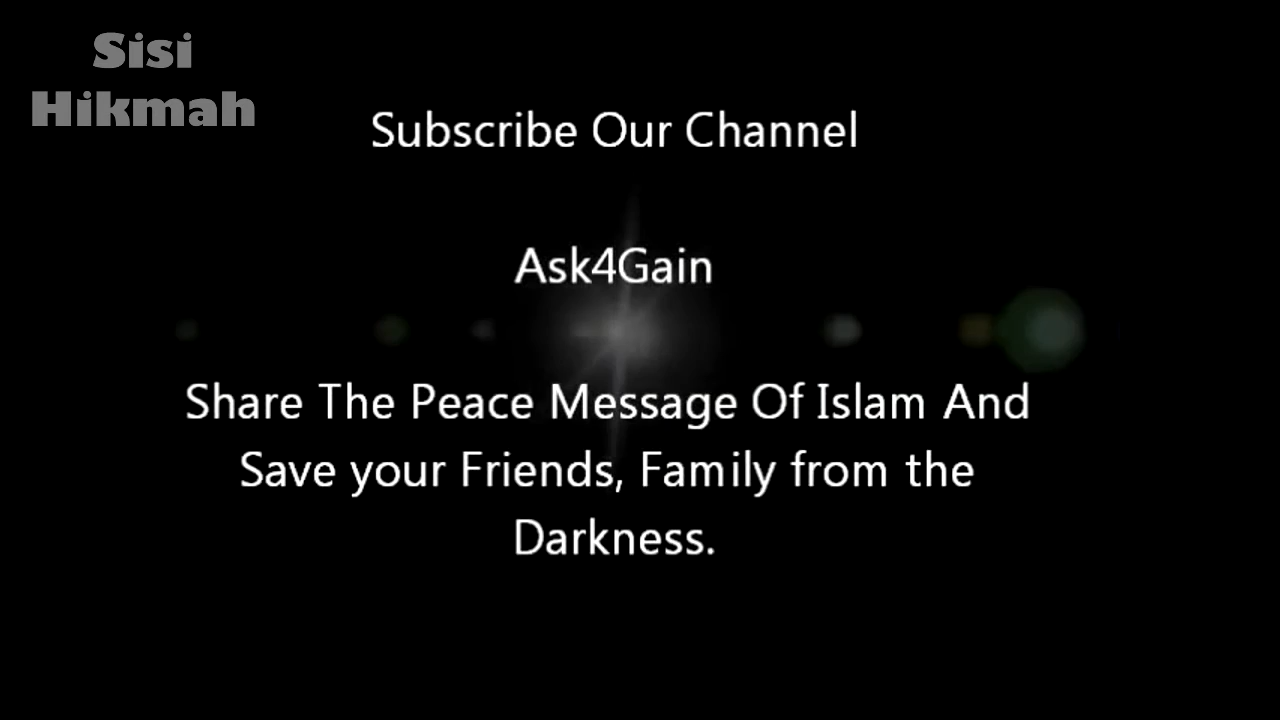 Sisi
Hikmah
Subscribe Our Channel
Ask4Gain
Share The Peace Message Of Islam And
Save your Friends, Family from the
Darkness.